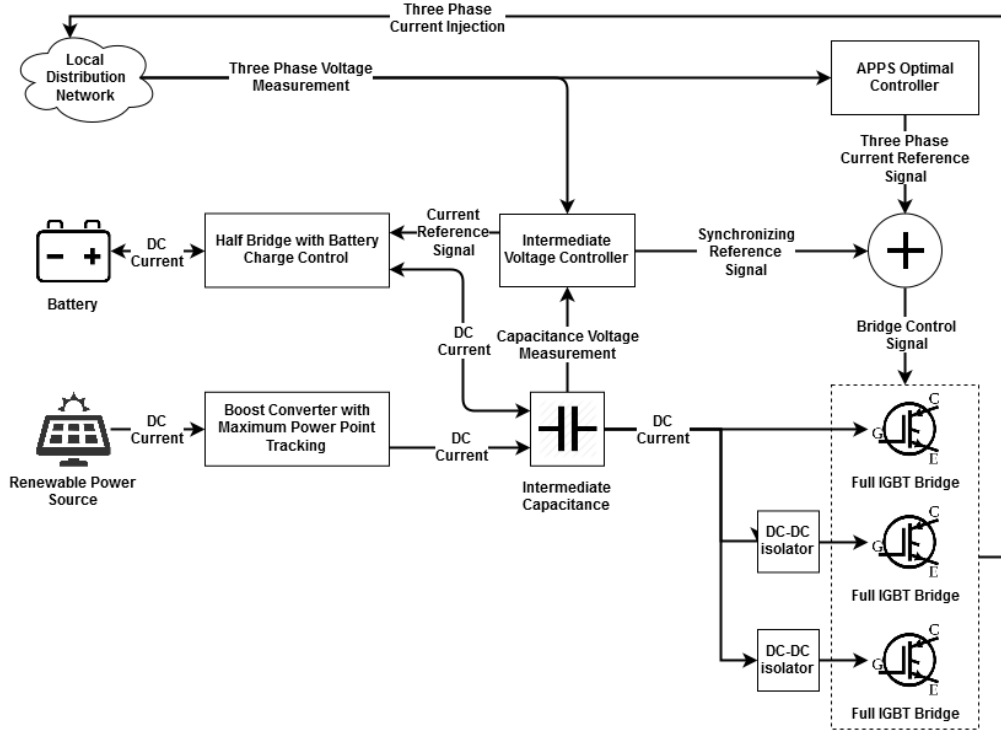 Three Phase
Current Injection
Local
Distribution
Network
Three Phase Voltage
Measurement
APPS Optimal
Controller
Three Phase
Current Reference
Signal
Battery
DC
Current
Half Bridge with Battery
Charge Control
Current
Reference
Signal
Intermediate
Voltage Controller
Synchronizing
Reference
Signal
DC
Current
Capacitance Voltage
Measurement
Bridge Control
Signal
Renewable Power
Source
DC
Current
Boost Converter with
Maximum Power Point
Tracking
DC
Current
Intermediate
Capacitance
DC
Current
C
G
E
Full IGBT Bridge
DC-DC
isolator
C
G
E
Full IGBT Bridge
DC-DC
isolator
C
G
E
Full IGBT Bridge